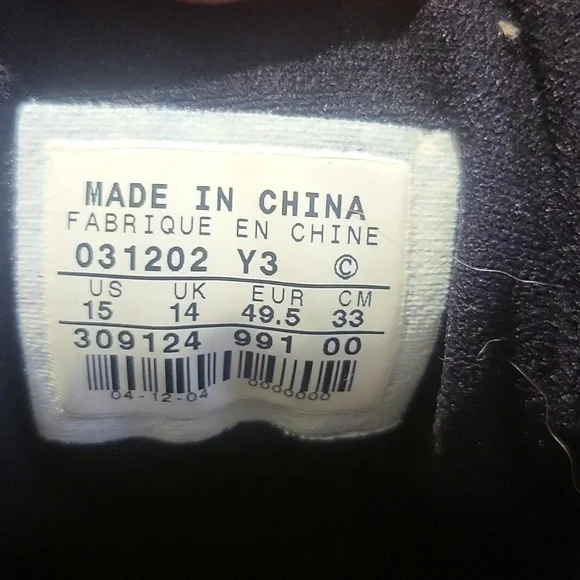 MADE IN CHINA
FABRIQUE EN CHINE
031202 Y3 ©
US UK EUR CM
15 14 49.5 33
309124 991 00
04-12-04 0000000